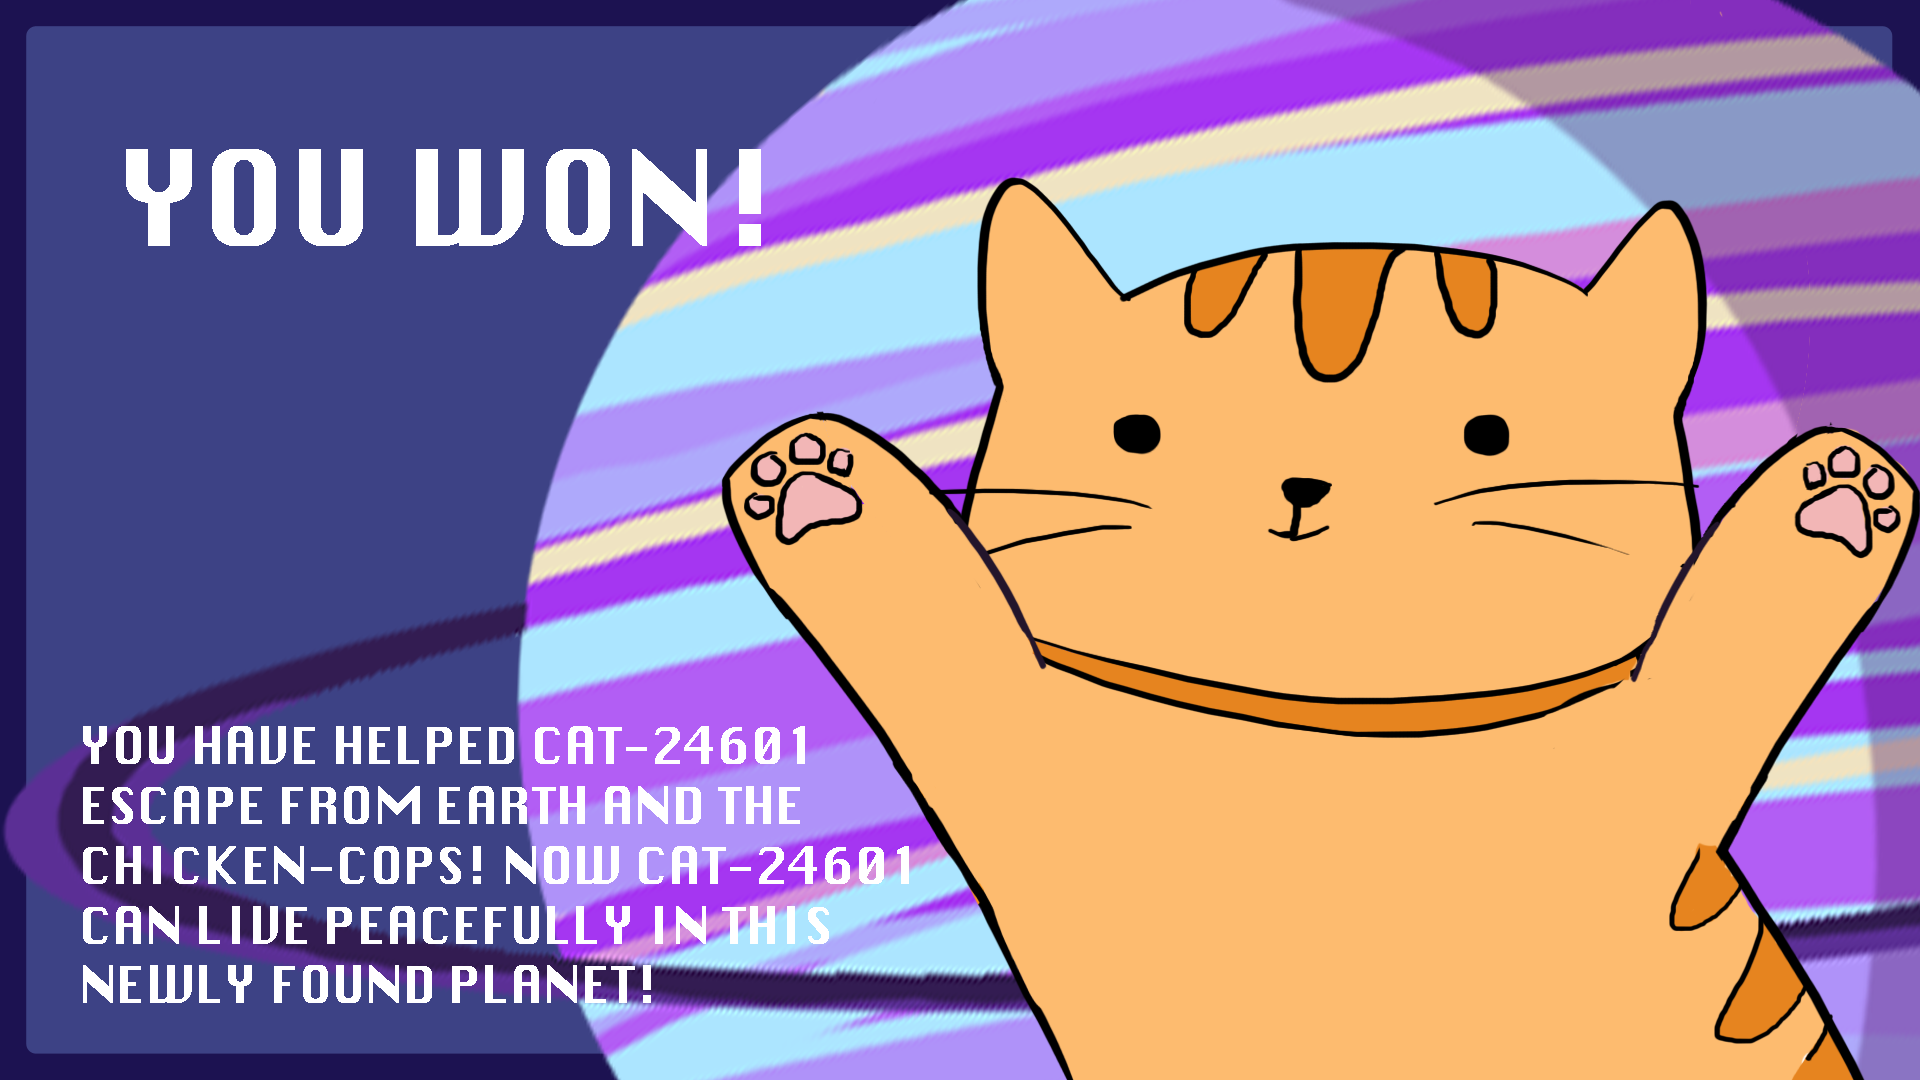 YOU WON!
YOU HAVE HELPED CAT-24601
ESCAPE FROM EARTH AND THE
CHICKEN-COPS! NOW CAT-24601
CAN LIVE PEACEFULLY IN THIS
NEWLY FOUND PLANET!